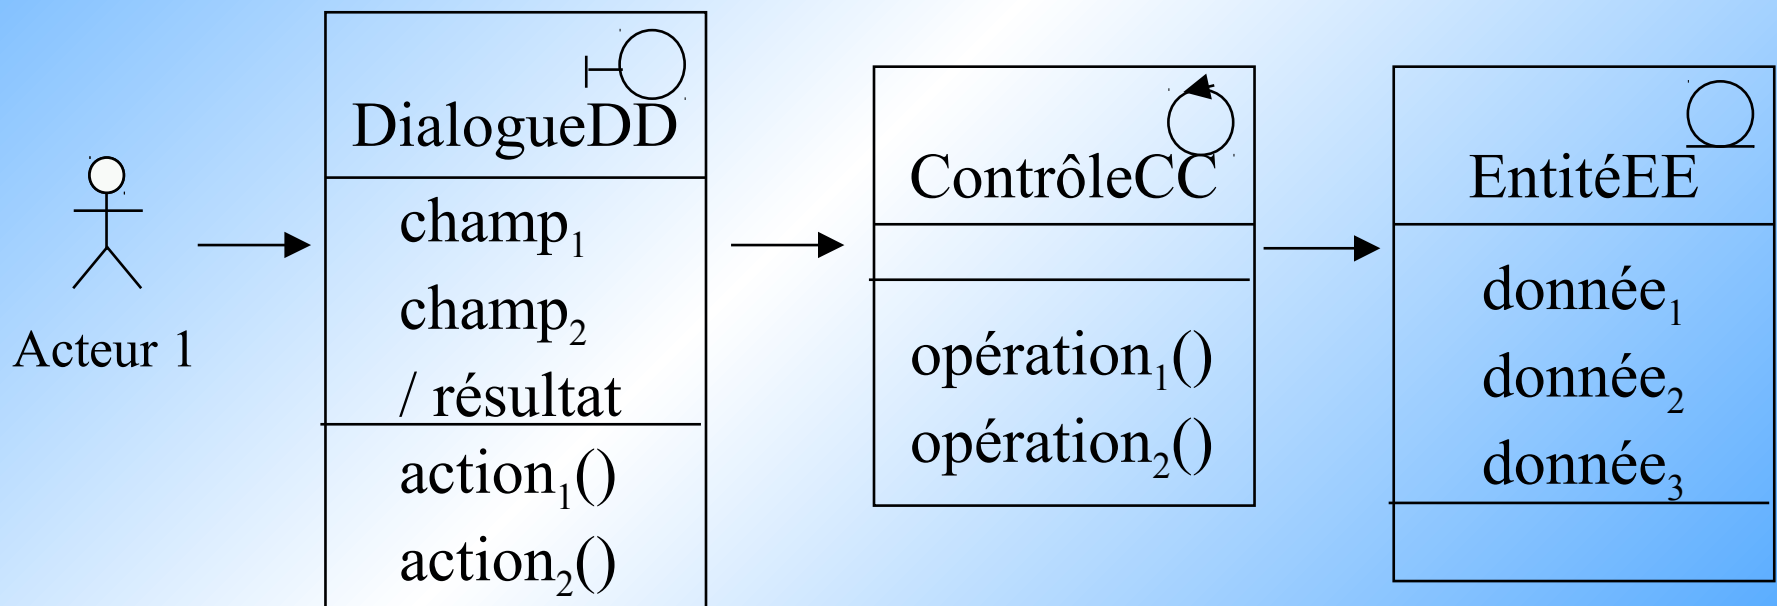 Acteur 1
DialogueDD
champ₁
champ₂
/ résultat
action₁()
action₂()
ContrôleCC
opération₁()
opération₂()
EntitéEE
donnée₁
donnée₂
donnée₃